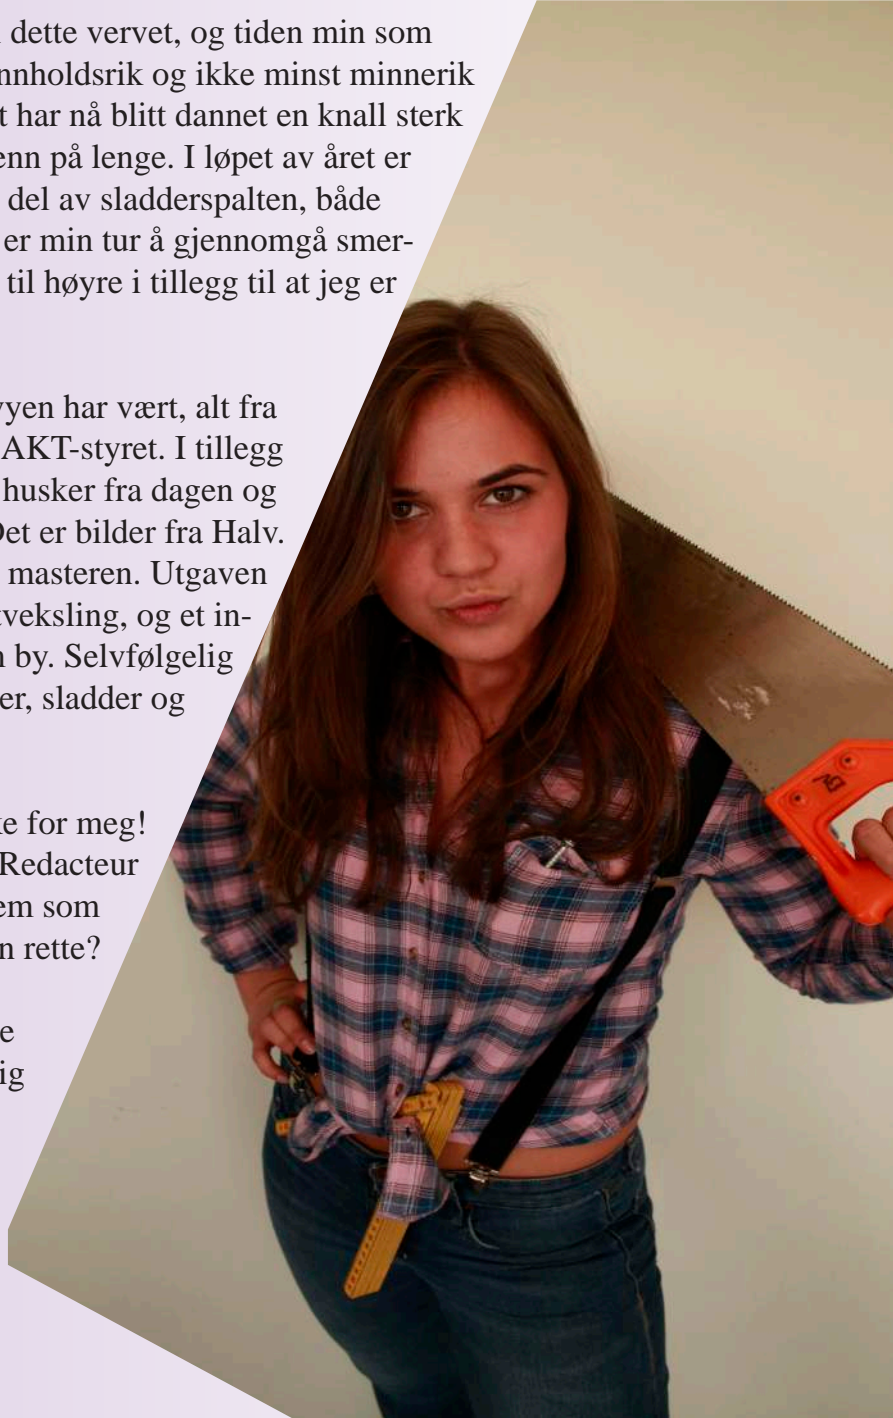 dette vervet, og tiden min som
nnholdsrik og ikke minst minnerik
t har nå blitt dannet en knall sterk
enn på lenge. I løpet av året er
del av sladderspalten, både
er min tur å gjennomgå smer-
til høyre i tillegg til at jeg er
vyen har vært, alt fra
AKT-styret. I tillegg
husker fra dagen og
Det er bilder fra Halv.
masteren. Utgaven
tveksling, og et in-
n by. Selvfølgelig
er, sladder og
ke for meg!
Redacteur
em som
n rette?
e
ig